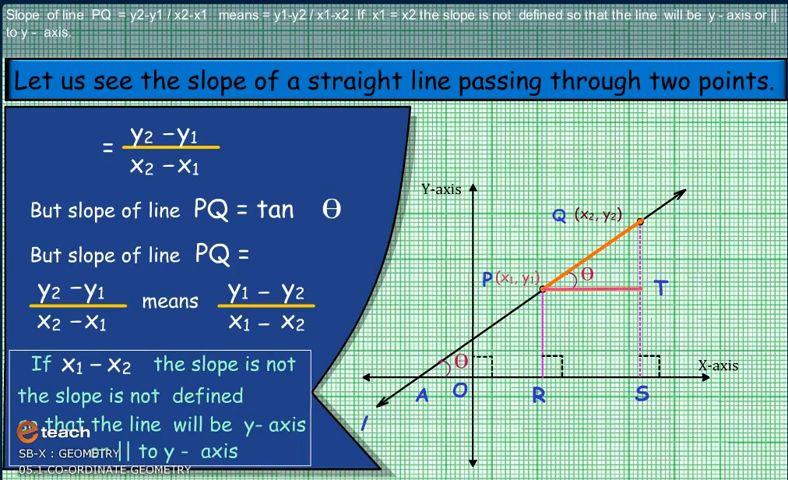 Slope of line PQ = y2-y1 / x2-x1 means = y1-y2 / x1-x2. If x1 = x2 the slope is not defined so that the line will be y - axis or ||
to y - axis.
Let us see the slope of a straight line passing through two points.
= y₂ – y₁
x₂ – x₁
But slope of line PQ = tan Θ
But slope of line PQ =
y₂ – y₁ means y₁ – y₂
x₂ – x₁ x₁ – x₂
If x₁ – x₂ the slope is not
the slope is not defined
so that the line will be y- axis
or || to y - axis
e teach
SB-X : GEOMETRY
05.1 CO-ORDINATE GEOMETRY
Y-axis
Q (x₂, y₂)
P (x₁, y₁) Θ T
Θ X-axis
A O R S
l